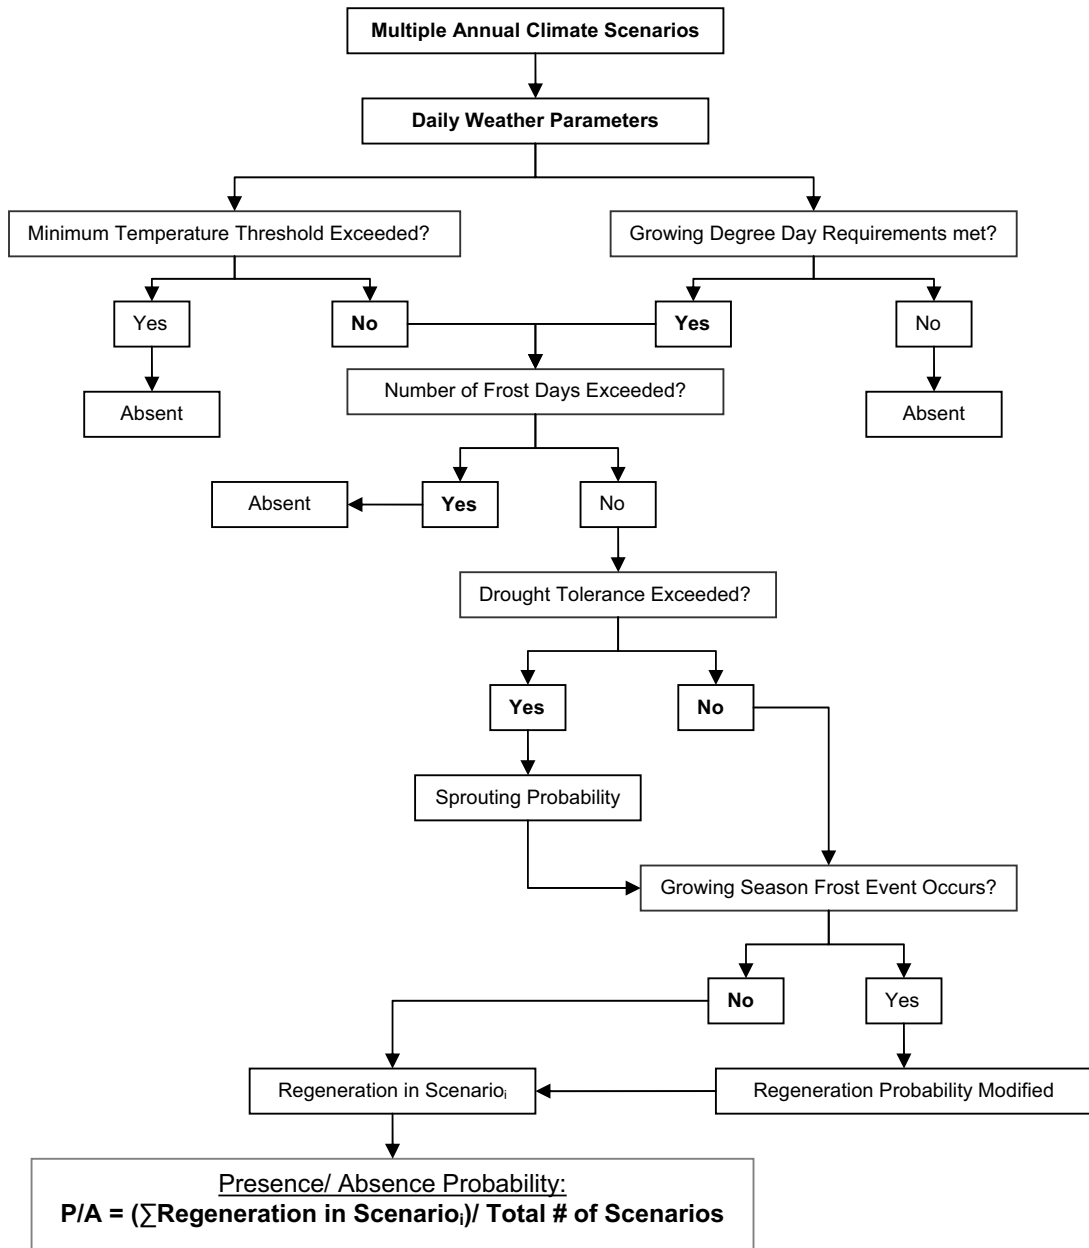 Multiple Annual Climate Scenarios
Daily Weather Parameters
Minimum Temperature Threshold Exceeded?
Growing Degree Day Requirements met?
Yes
No
Yes
No
Absent
Number of Frost Days Exceeded?
Absent
Absent
Yes
No
Drought Tolerance Exceeded?
Yes
No
Sprouting Probability
Growing Season Frost Event Occurs?
No
Yes
Regeneration in Scenarioᵢ
Regeneration Probability Modified
Presence/ Absence Probability:
P/A = (∑Regeneration in Scenarioᵢ)/ Total # of Scenarios